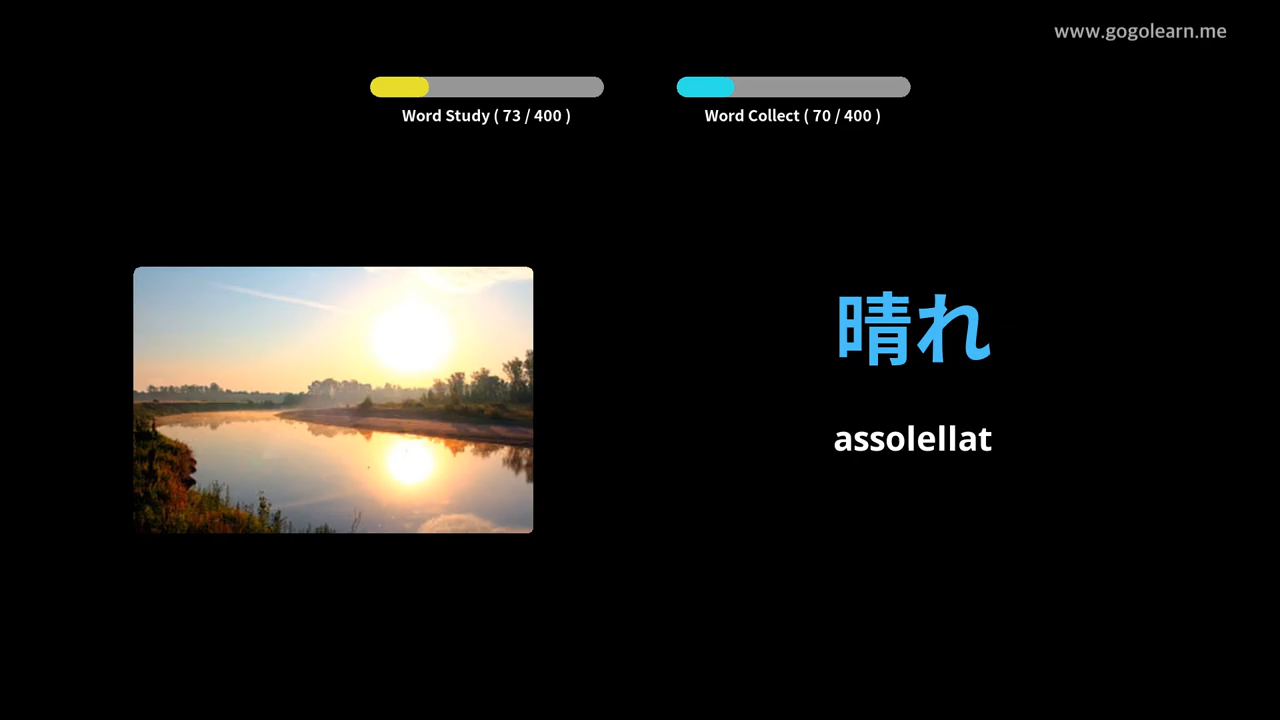 www.gogolearn.me
Word Study ( 73 / 400 )
Word Collect ( 70 / 400 )
晴れ
assolellat